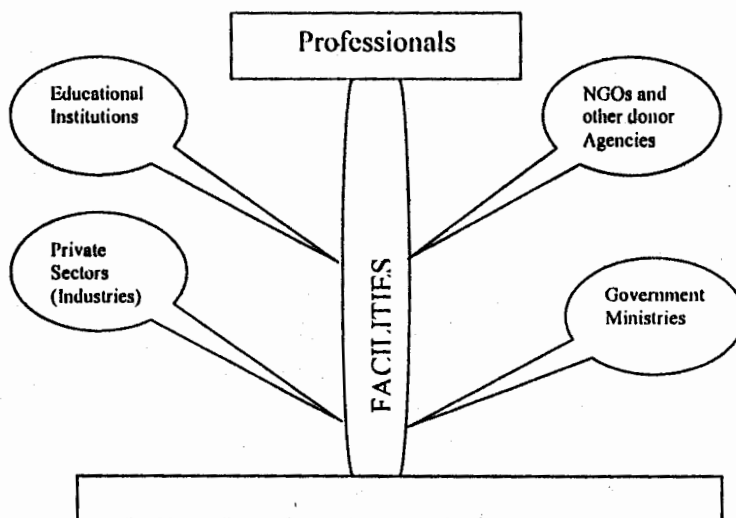 Professionals
Educational
Institutions
NGOs and
other donor
Agencies
Private
Sectors
(Industries)
FACILITIES
Government
Ministries